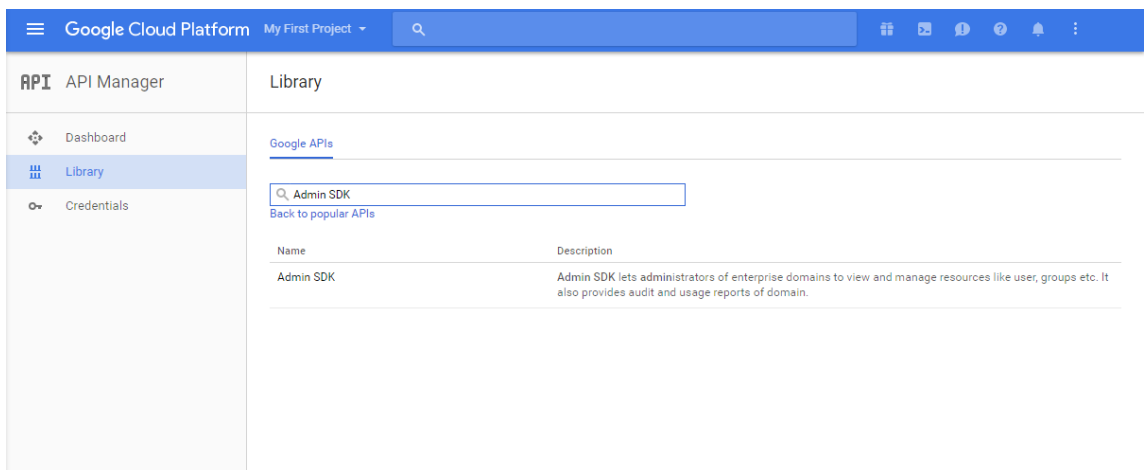 Google Cloud Platform My First Project
API API Manager
Library
Dashboard
Library
Credentials
Google APIs
Admin SDK
Back to popular APIs
Name Description
Admin SDK Admin SDK lets administrators of enterprise domains to view and manage resources like user, groups etc. It
also provides audit and usage reports of domain.